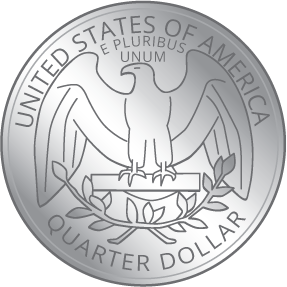 UNITED STATES OF AMERICA
E PLURIBUS
UNUM
QUARTER DOLLAR